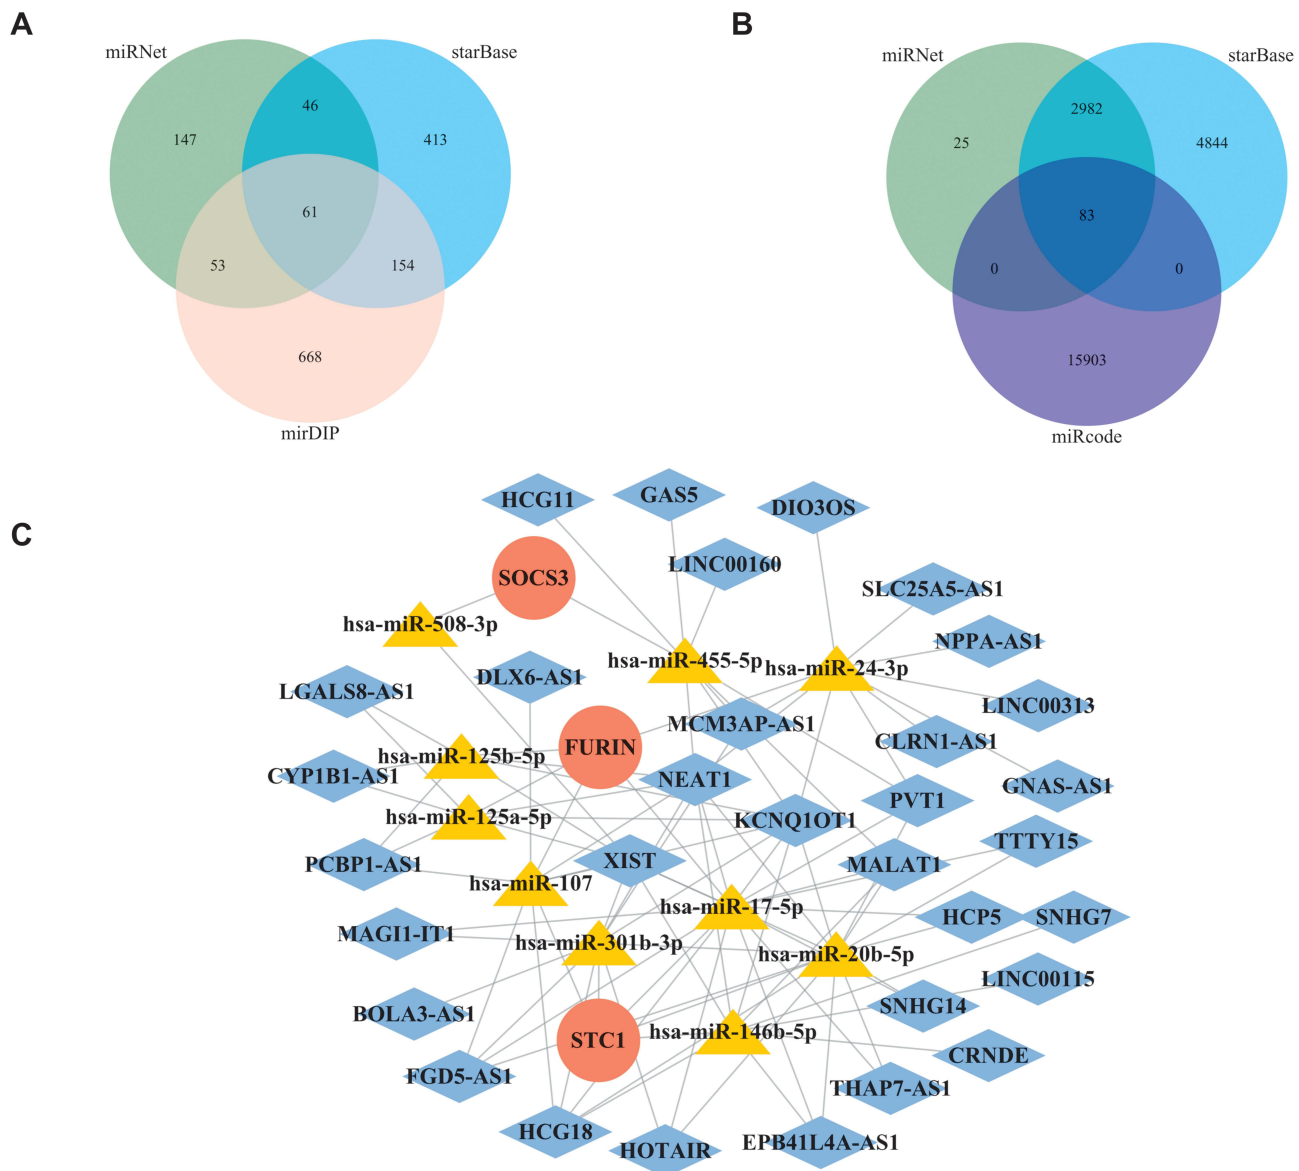 A
B
miRNet
starBase
46
147
413
61
53
154
668
mirDIP
miRNet
starBase
2982
25
4844
83
0
0
15903
miRcode
C
HCG11
GAS5
DIO3OS
LINC00160
SOCS3
SLC25A5-AS1
hsa-miR-508-3p
NPPA-AS1
hsa-miR-455-5p
hsa-miR-24-3p
DLX6-AS1
LGALS8-AS1
LINC00313
MCM3AP-AS1
CLRN1-AS1
FURIN
hsa-miR-125b-5p
CYP1B1-AS1
NEAT1
GNAS-AS1
PVT1
hsa-miR-125a-5p
KCNQ1OT1
TTTY15
XIST
MALAT1
PCBP1-AS1
hsa-miR-107
hsa-miR-17-5p
HCP5
SNHG7
MAGI1-IT1
hsa-miR-301b-3p
hsa-miR-20b-5p
LINC00115
SNHG14
BOLA3-AS1
hsa-miR-146b-5p
STC1
CRNDE
FGD5-AS1
THAP7-AS1
HCG18
EPB41L4A-AS1
HOTAIR